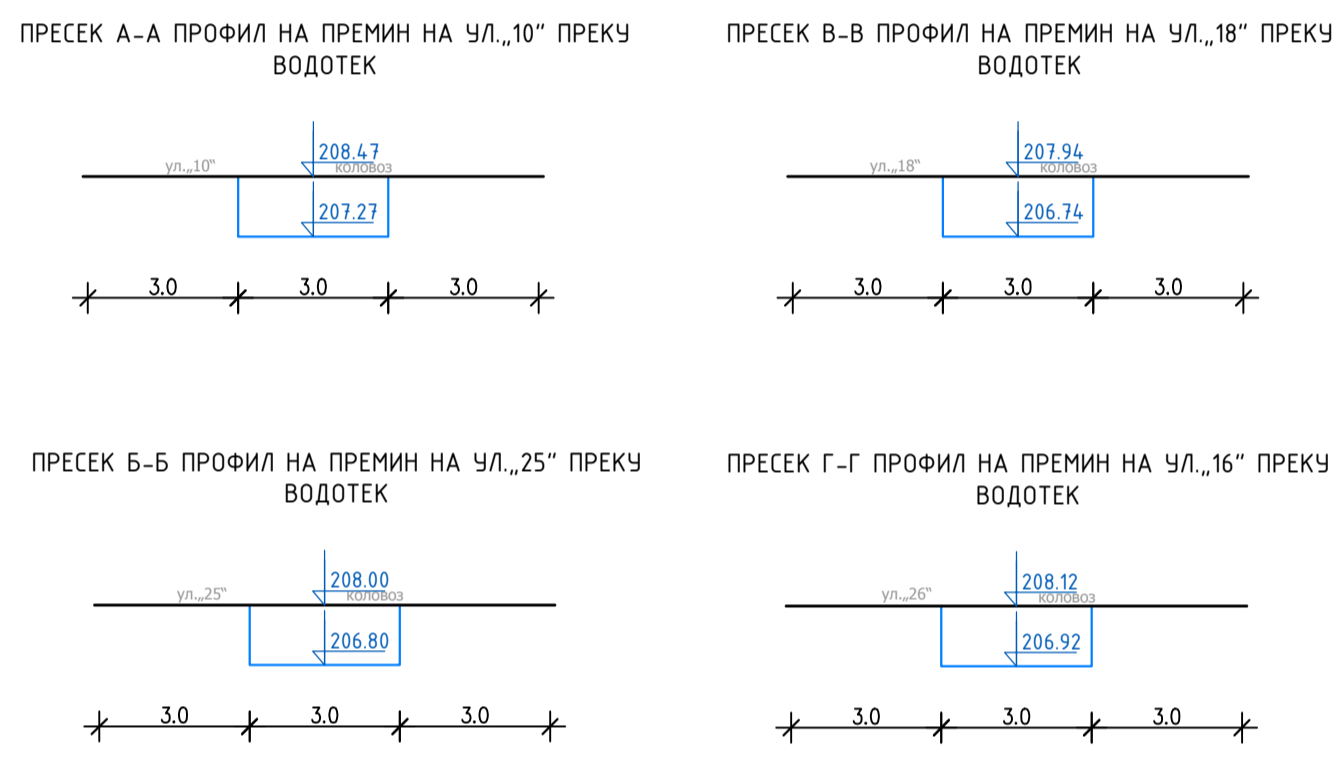 ПРЕСЕК А-А ПРОФИЛ НА ПРЕМИН НА УЛ.„10“ ПРЕКУ
ВОДОТЕК
208.47
ул.„10“
коловоз
207.27
3.0 3.0 3.0
ПРЕСЕК В-В ПРОФИЛ НА ПРЕМИН НА УЛ.„18“ ПРЕКУ
ВОДОТЕК
207.94
ул.„18“
коловоз
206.74
3.0 3.0 3.0
ПРЕСЕК Б-Б ПРОФИЛ НА ПРЕМИН НА УЛ.„25“ ПРЕКУ
ВОДОТЕК
208.00
ул.„25“
коловоз
206.80
3.0 3.0 3.0
ПРЕСЕК Г-Г ПРОФИЛ НА ПРЕМИН НА УЛ.„16“ ПРЕКУ
ВОДОТЕК
208.12
ул.„26“
коловоз
206.92
3.0 3.0 3.0